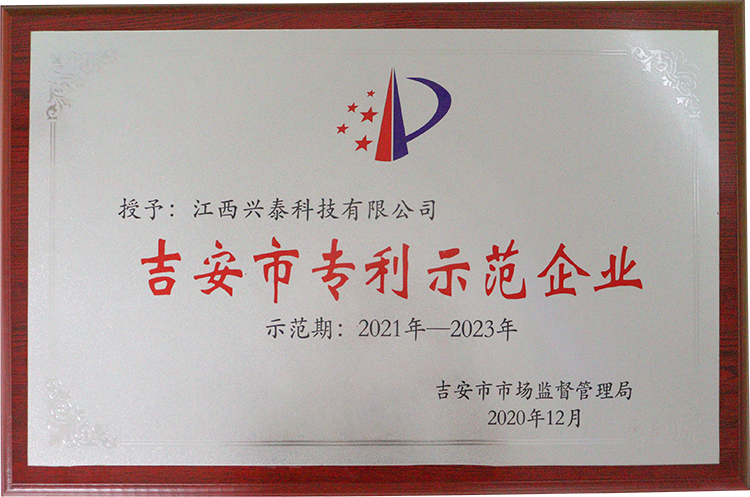 授予：江西兴泰科技有限公司
吉安市专利示范企业
示范期：2021年—2023年
吉安市市场监督管理局
2020年12月